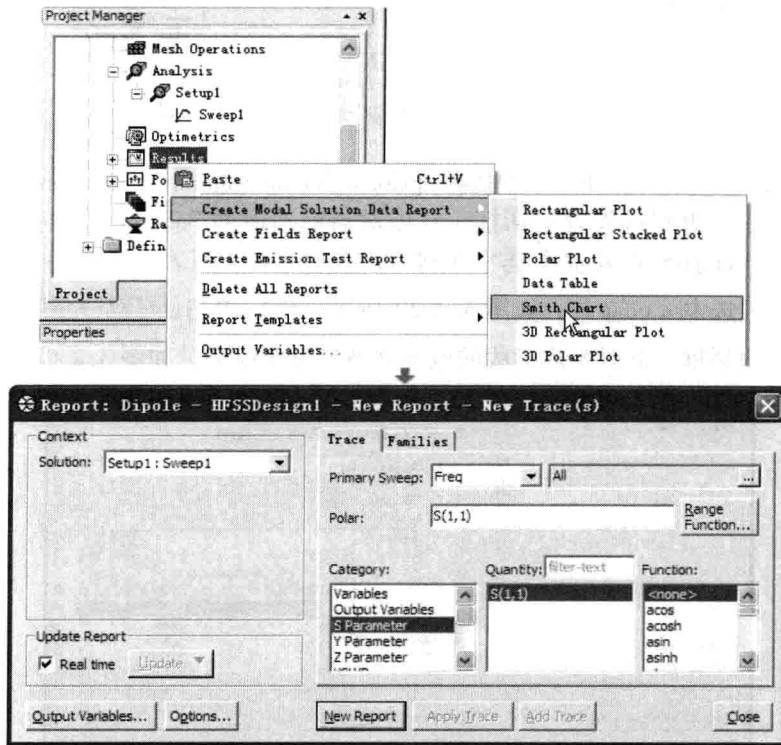 Project Manager
Mesh Operations
Analysis
Setup1
Sweep1
Optimetrics
Results
Po
Fi
Ra
Defin
Project
Properties
Paste Ctrl+V
Create Modal Solution Data Report
Create Fields Report
Create Emission Test Report
Delete All Reports
Report Templates
Output Variables...
Rectangular Plot
Rectangular Stacked Plot
Polar Plot
Data Table
Smith Chart
3D Rectangular Plot
3D Polar Plot
Report: Dipole - HFSSDesign1 - New Report - New Trace(s)
Context
Solution: Setup1 : Sweep1
Update Report
Real time Update
Output Variables... Options...
Trace Families
Primary Sweep: Freq All ...
Polar: S(1,1) Range Function...
Category:
Variables
Output Variables
S Parameter
Y Parameter
Z Parameter
Quantity: filter-text
S(1,1)
Function:
<none>
acos
acosh
asin
asinh
New Report Apply Trace Add Trace Close